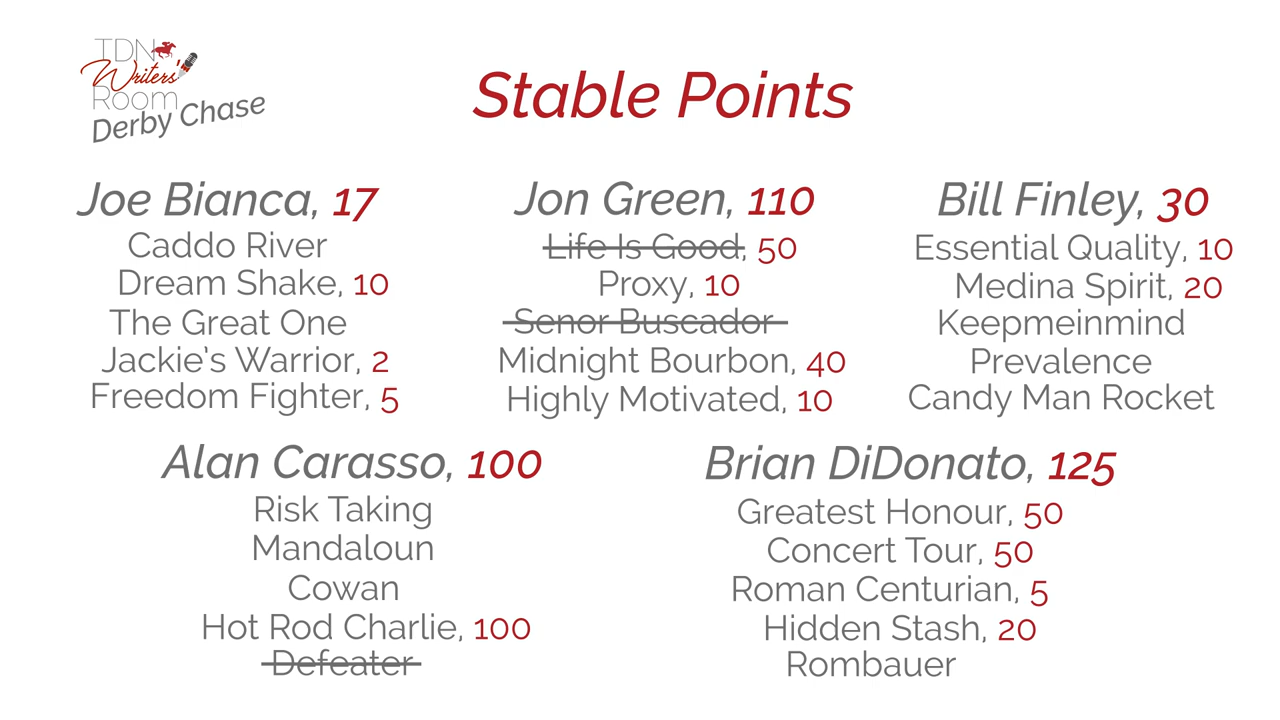 TDN
Writers'
Room
Derby Chase
Stable Points
Joe Bianca, 17
Caddo River
Dream Shake, 10
The Great One
Jackie's Warrior, 2
Freedom Fighter, 5
Jon Green, 110
Life Is Good, 50
Proxy, 10
Senor Buscador
Midnight Bourbon, 40
Highly Motivated, 10
Bill Finley, 30
Essential Quality, 10
Medina Spirit, 20
Keepmeinmind
Prevalence
Candy Man Rocket
Alan Carasso, 100
Risk Taking
Mandaloun
Cowan
Hot Rod Charlie, 100
Defeater
Brian DiDonato, 125
Greatest Honour, 50
Concert Tour, 50
Roman Centurian, 5
Hidden Stash, 20
Rombauer